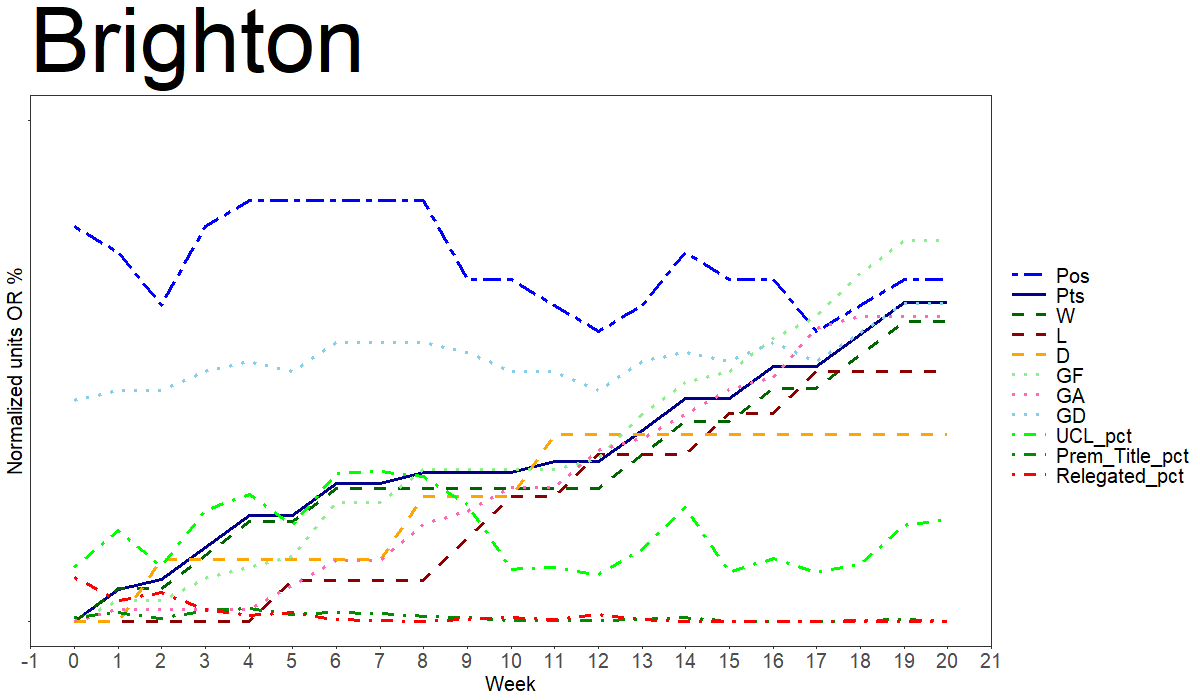 Brighton
Normalized units OR %
-1 0 1 2 3 4 5 6 7 8 9 10 11 12 13 14 15 16 17 18 19 20 21
Week
Pos
Pts
W
L
D
GF
GA
GD
UCL_pct
Prem_Title_pct
Relegated_pct